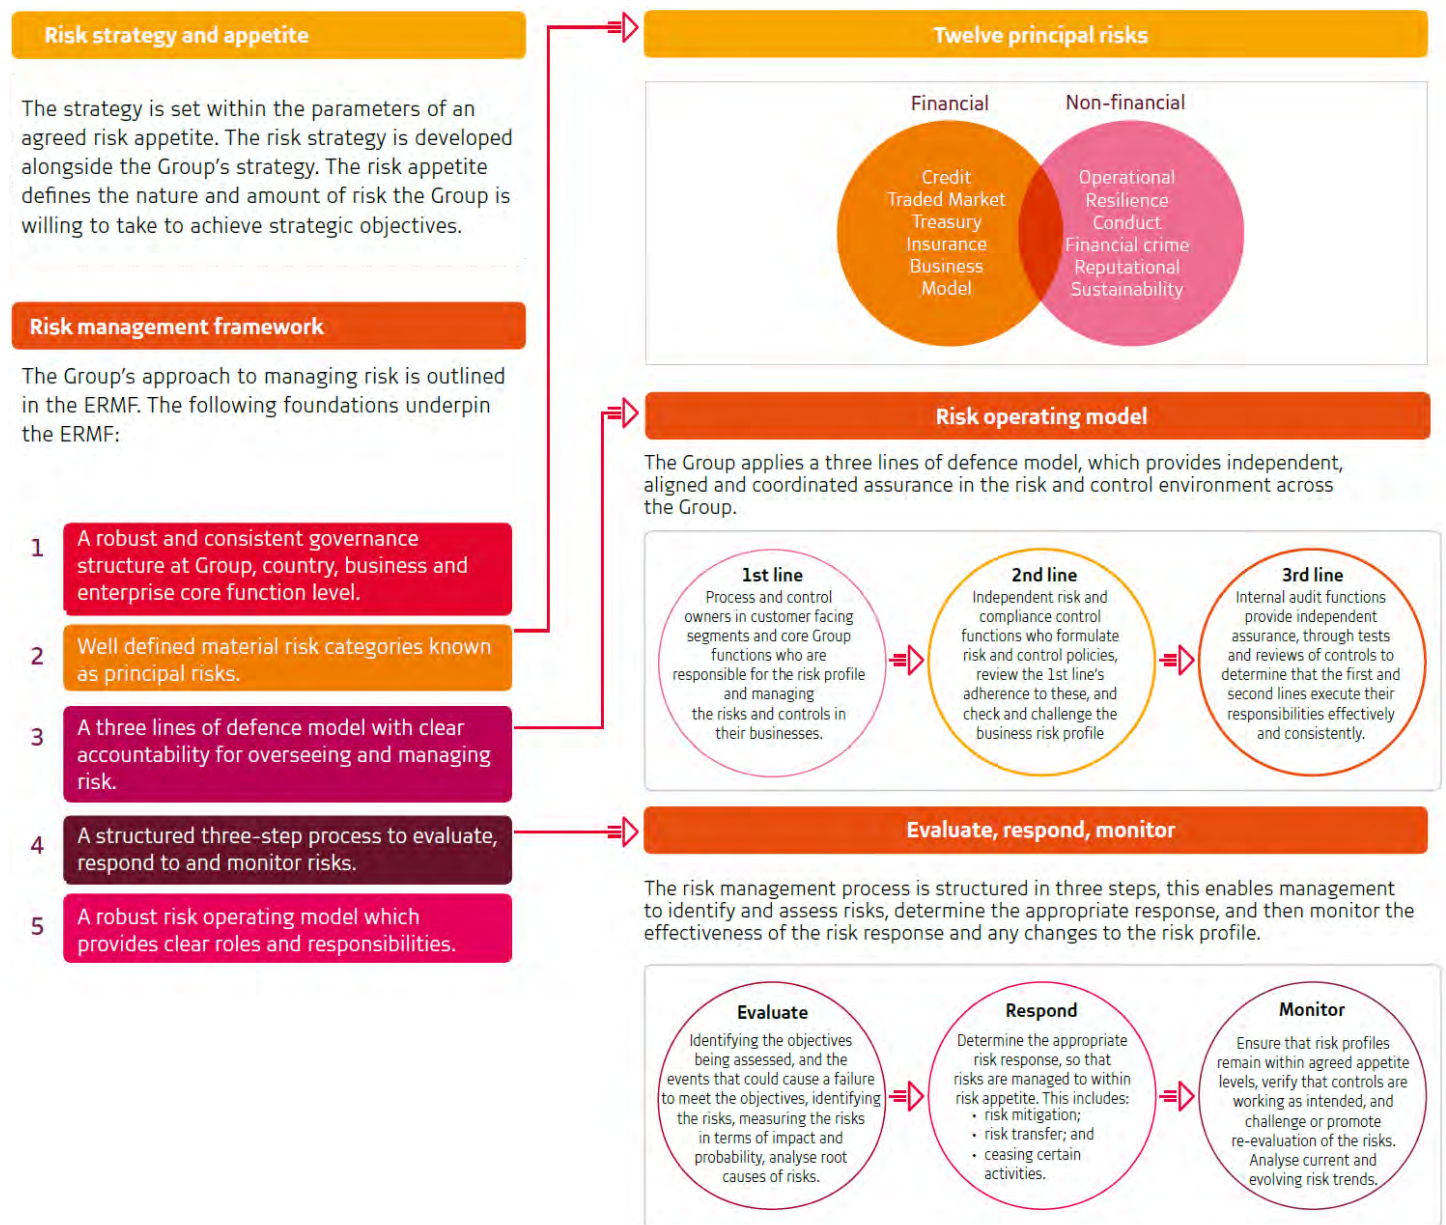 Risk strategy and appetite
The strategy is set within the parameters of an
agreed risk appetite. The risk strategy is developed
alongside the Group's strategy. The risk appetite
defines the nature and amount of risk the Group is
willing to take to achieve strategic objectives.
Risk management framework
The Group's approach to managing risk is outlined
in the ERMF. The following foundations underpin
the ERMF:
1
A robust and consistent governance
structure at Group, country, business and
enterprise core function level.
2
Well defined material risk categories known
as principal risks.
3
A three lines of defence model with clear
accountability for overseeing and managing
risk.
4
A structured three-step process to evaluate,
respond to and monitor risks.
5
A robust risk operating model which
provides clear roles and responsibilities.
Twelve principal risks
Financial
Credit
Traded Market
Treasury
Insurance
Business
Model
Non-financial
Operational
Resilience
Conduct
Financial crime
Reputational
Sustainability
Risk operating model
The Group applies a three lines of defence model, which provides independent,
aligned and coordinated assurance in the risk and control environment across
the Group.
1st line
Process and control
owners in customer facing
segments and core Group
functions who are
responsible for the risk profile
and managing
the risks and controls in
their businesses.
2nd line
Independent risk and
compliance control
functions who formulate
risk and control policies,
review the 1st line's
adherence to these, and
check and challenge the
business risk profile
3rd line
Internal audit functions
provide independent
assurance, through tests
and reviews of controls to
determine that the first and
second lines execute their
responsibilities effectively
and consistently.
Evaluate, respond, monitor
The risk management process is structured in three steps, this enables management
to identify and assess risks, determine the appropriate response, and then monitor the
effectiveness of the risk response and any changes to the risk profile.
Evaluate
Identifying the objectives
being assessed, and the
events that could cause a failure
to meet the objectives, identifying
the risks, measuring the risks
in terms of impact and
probability, analyse root
causes of risks.
Respond
Determine the appropriate
risk response, so that
risks are managed to within
risk appetite. This includes:
• risk mitigation;
• risk transfer; and
• ceasing certain
activities.
Monitor
Ensure that risk profiles
remain within agreed appetite
levels, verify that controls are
working as intended, and
challenge or promote
re-evaluation of the risks.
Analyse current and
evolving risk trends.